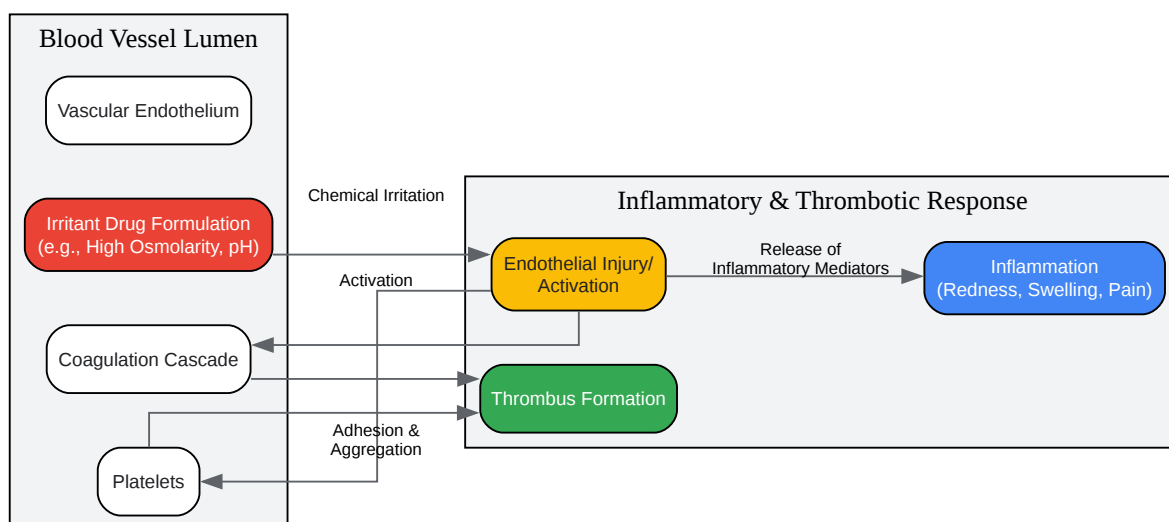 Blood Vessel Lumen
Vascular Endothelium
Irritant Drug Formulation
(e.g., High Osmolarity, pH)
Coagulation Cascade
Platelets
Chemical Irritation
Activation
Adhesion &
Aggregation
Inflammatory & Thrombotic Response
Endothelial Injury/
Activation
Release of
Inflammatory Mediators
Inflammation
(Redness, Swelling, Pain)
Thrombus Formation